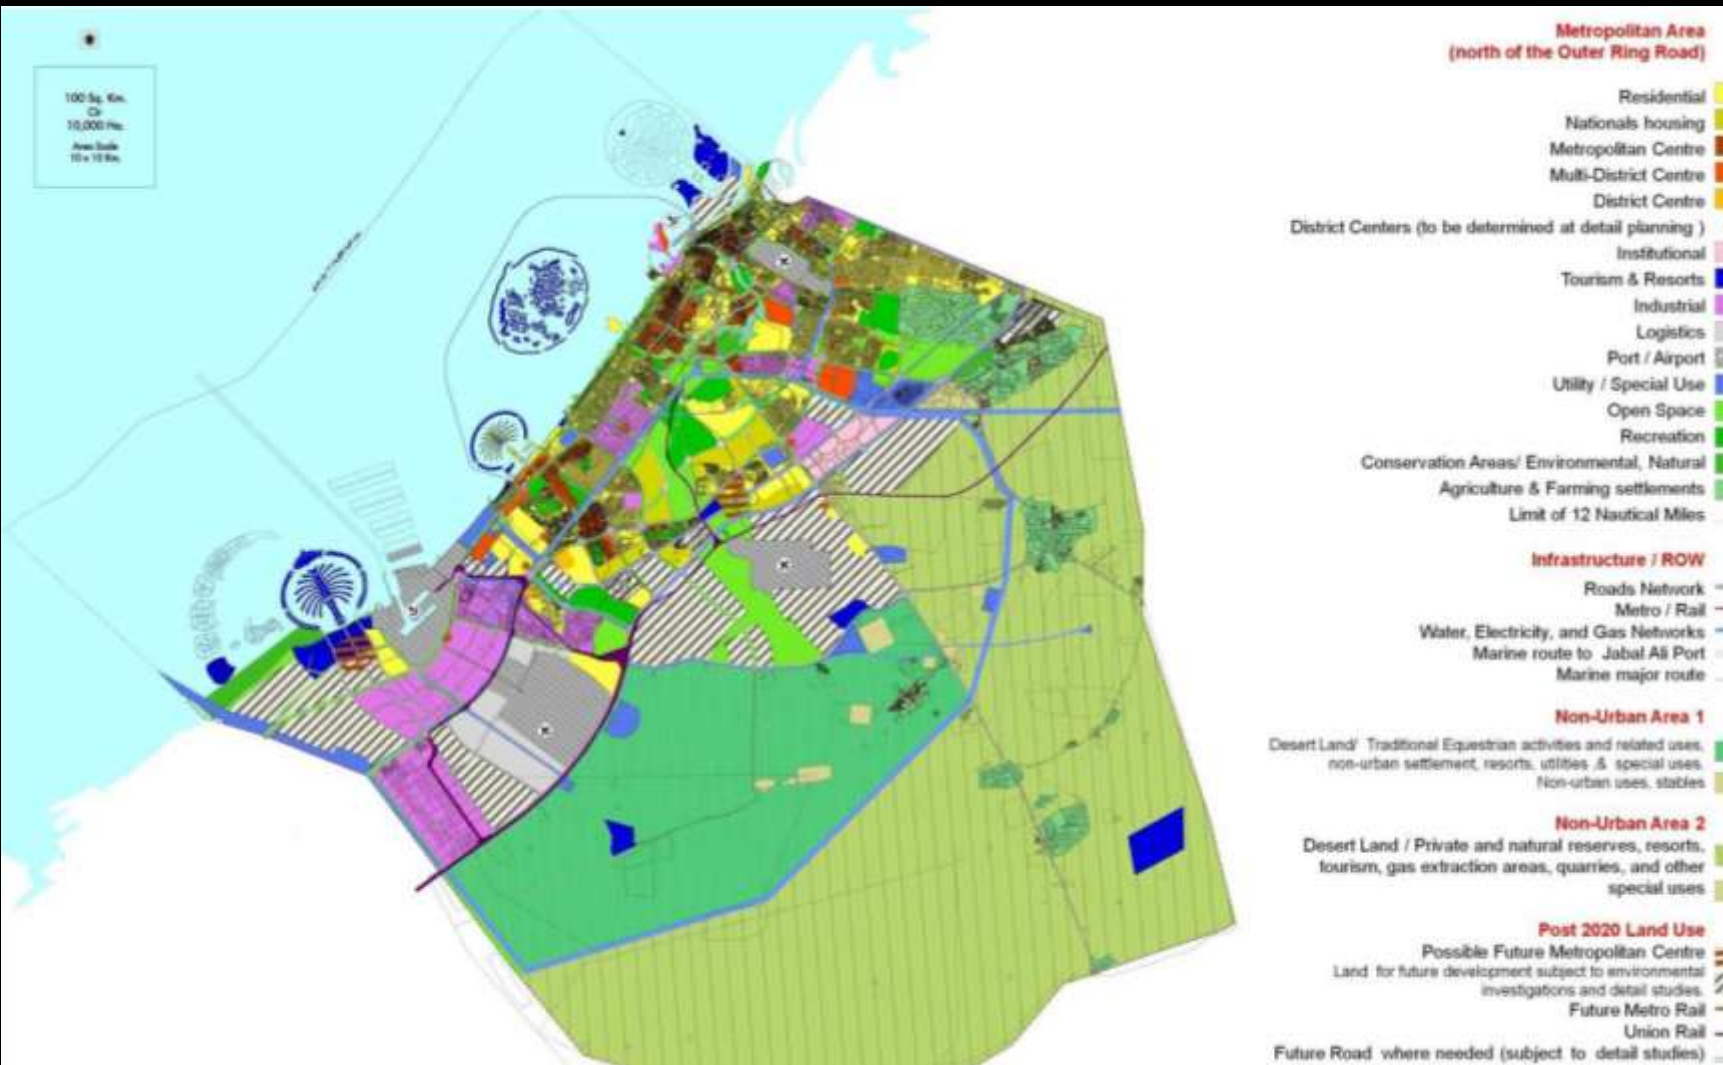 100 Sq. Km.
Or
10,000 Ha.
Area Scale
10 x 10 Km.
Metropolitan Area
(north of the Outer Ring Road)
Residential
Nationals housing
Metropolitan Centre
Multi-District Centre
District Centre
District Centers (to be determined at detail planning )
Institutional
Tourism & Resorts
Industrial
Logistics
Port / Airport
Utility / Special Use
Open Space
Recreation
Conservation Areas/ Environmental, Natural
Agriculture & Farming settlements
Limit of 12 Nautical Miles
Infrastructure / ROW
Roads Network
Metro / Rail
Water, Electricity, and Gas Networks
Marine route to Jabal Ali Port
Marine major route
Non-Urban Area 1
Desert Land/ Traditional Equestrian activities and related uses,
non-urban settlement, resorts, utilities ,& special uses.
Non-urban uses, stables
Non-Urban Area 2
Desert Land / Private and natural reserves, resorts,
tourism, gas extraction areas, quarries, and other
special uses
Post 2020 Land Use
Possible Future Metropolitan Centre
Land for future development subject to environmental
investigations and detail studies.
Future Metro Rail
Union Rail
Future Road where needed (subject to detail studies)